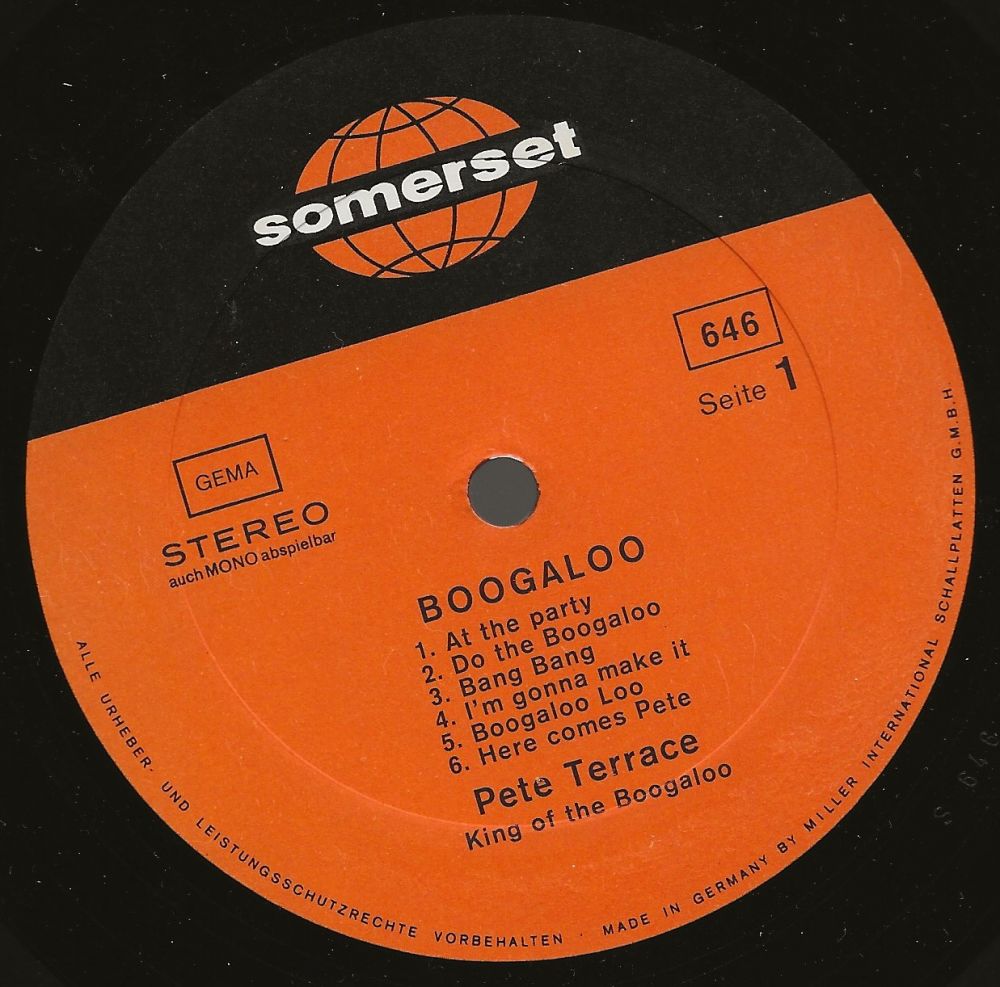 somerset
646
Seite 1
GEMA
STEREO
auch MONO abspielbar
BOOGALOO
1. At the party
2. Do the Boogaloo
3. Bang Bang
4. I'm gonna make it
5. Boogaloo Loo
6. Here comes Pete
Pete Terrace
King of the Boogaloo
ALLE URHEBER- UND LEISTUNGSSCHUTZRECHTE VORBEHALTEN · MADE IN GERMANY BY MILLER INTERNATIONAL SCHALLPLATTEN G.M.B.H.